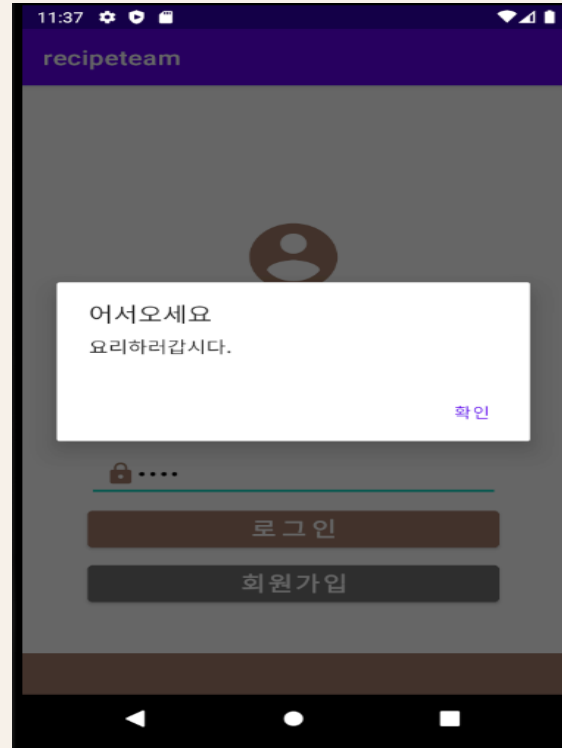 11:37
recipeteam
어서오세요
요리하러갑시다.
확인
••••
로그인
회원가입